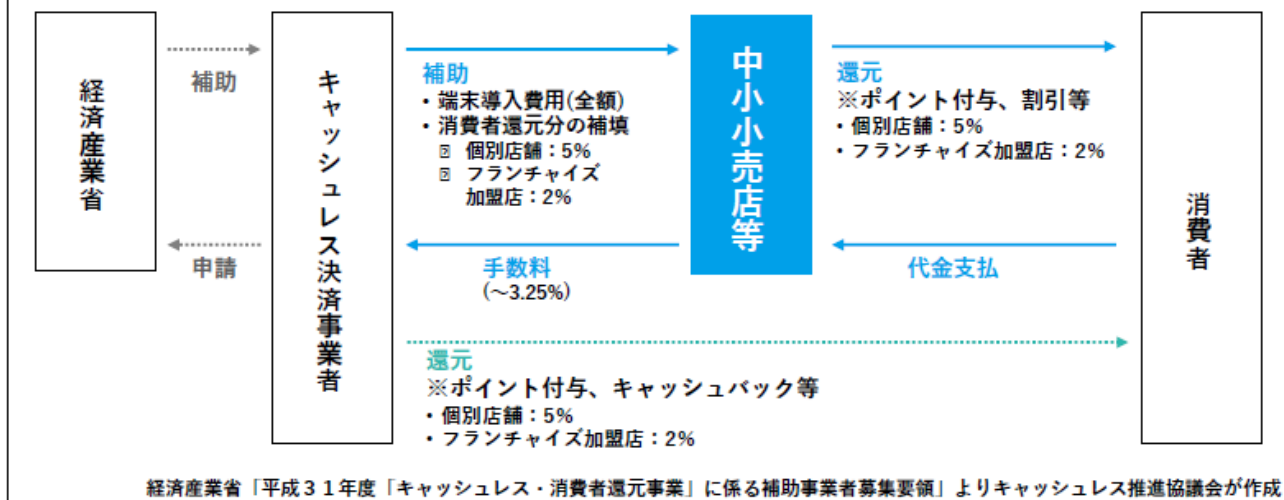 経済産業省
補助
申請
キャッシュレス決済事業者
補助
・端末導入費用(全額)
・消費者還元分の補填
個別店舗：5%
フランチャイズ
加盟店：2%
手数料
(～3.25%)
中小小売店等
還元
※ポイント付与、割引等
・個別店舗：5%
・フランチャイズ加盟店：2%
代金支払
消費者
還元
※ポイント付与、キャッシュバック等
・個別店舗：5%
・フランチャイズ加盟店：2%
経済産業省「平成３１年度「キャッシュレス・消費者還元事業」に係る補助事業者募集要領」よりキャッシュレス推進協議会が作成